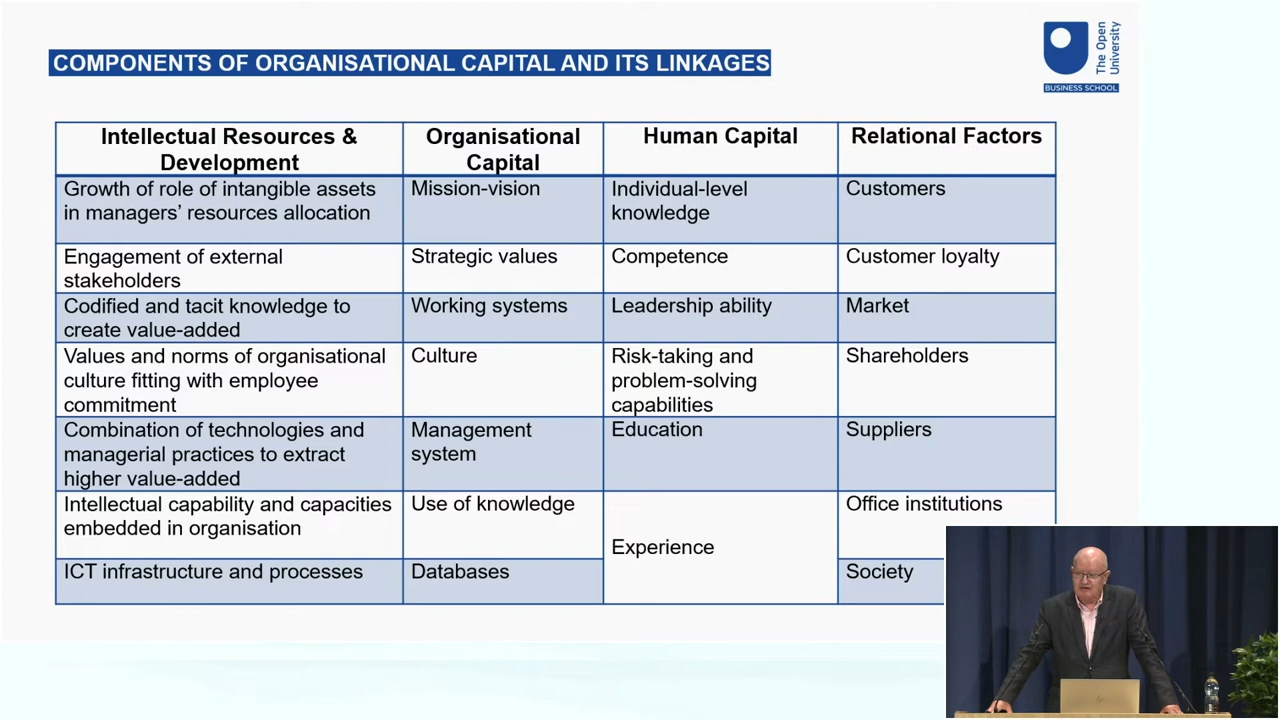 COMPONENTS OF ORGANISATIONAL CAPITAL AND ITS LINKAGES
The Open
University
BUSINESS SCHOOL
Intellectual Resources &
Development
Organisational
Capital
Human Capital
Relational Factors
Growth of role of intangible assets
in managers' resources allocation
Mission-vision
Individual-level
knowledge
Customers
Engagement of external
stakeholders
Strategic values
Competence
Customer loyalty
Codified and tacit knowledge to
create value-added
Working systems
Leadership ability
Market
Values and norms of organisational
culture fitting with employee
commitment
Culture
Risk-taking and
problem-solving
capabilities
Shareholders
Combination of technologies and
managerial practices to extract
higher value-added
Management
system
Education
Suppliers
Intellectual capability and capacities
embedded in organisation
Use of knowledge
Experience
Office institutions
ICT infrastructure and processes
Databases
Society